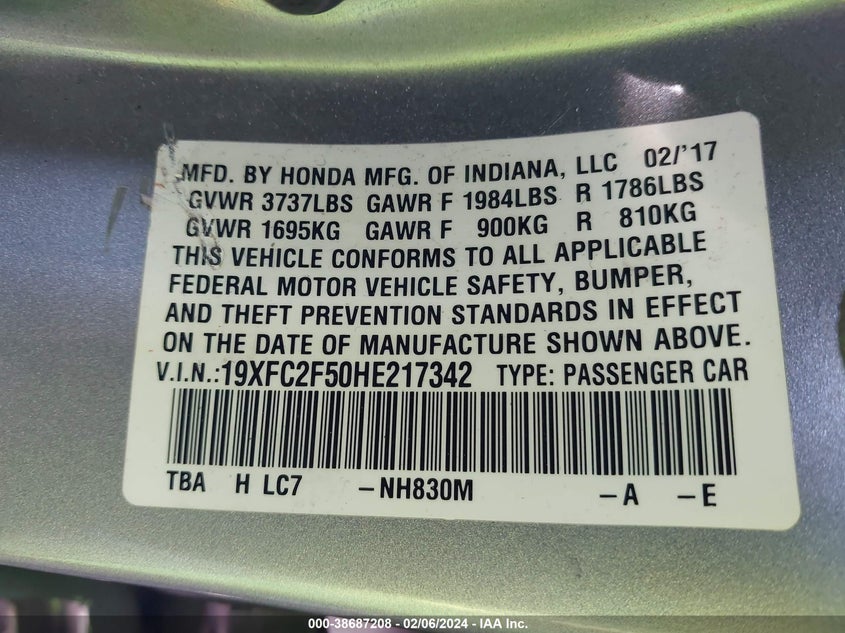 MFD. BY HONDA MFG. OF INDIANA, LLC 02/'17
GVWR 3737LBS GAWR F 1984LBS R 1786LBS
GVWR 1695KG GAWR F 900KG R 810KG
THIS VEHICLE CONFORMS TO ALL APPLICABLE
FEDERAL MOTOR VEHICLE SAFETY, BUMPER,
AND THEFT PREVENTION STANDARDS IN EFFECT
ON THE DATE OF MANUFACTURE SHOWN ABOVE.
V.I.N.:19XFC2F50HE217342 TYPE: PASSENGER CAR
TBA H LC7 -NH830M -A -E
000-38687208 - 02/06/2024 - IAA Inc.